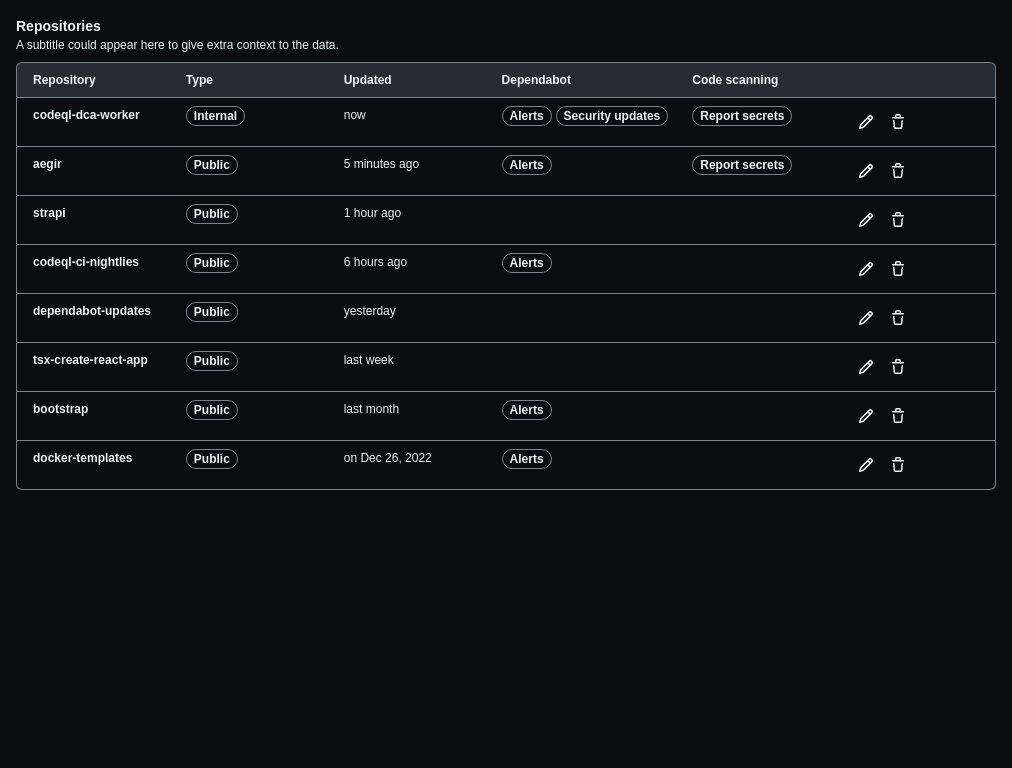 Repositories
A subtitle could appear here to give extra context to the data.
Repository Type Updated Dependabot Code scanning
codeql-dca-worker Internal now Alerts Security updates Report secrets
aegir Public 5 minutes ago Alerts Report secrets
strapi Public 1 hour ago
codeql-ci-nightlies Public 6 hours ago Alerts
dependabot-updates Public yesterday
tsx-create-react-app Public last week
bootstrap Public last month Alerts
docker-templates Public on Dec 26, 2022 Alerts